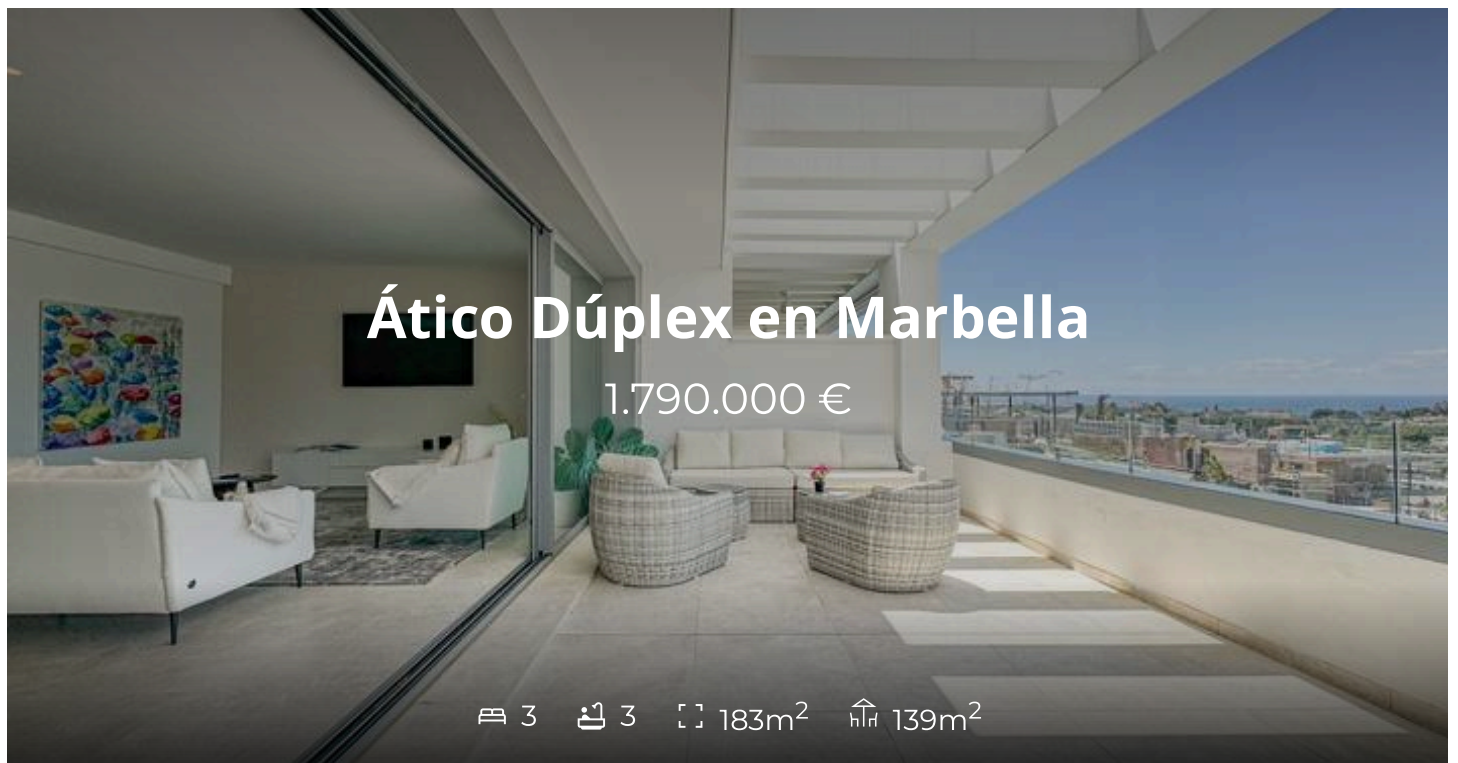 Ático Dúplex en Marbella
1.790.000 €
3 3 183m² 139m²